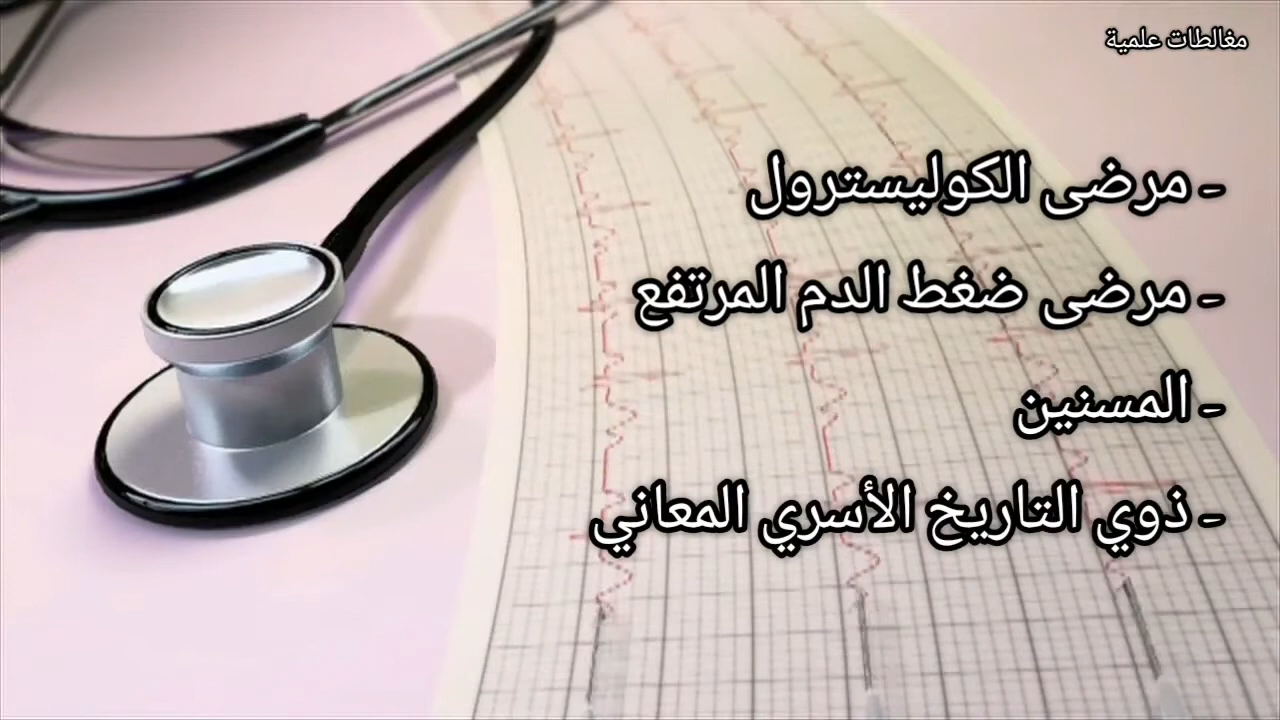 مغالطات علمية
- مرضى الكوليسترول
- مرضى ضغط الدم المرتفع
- المسنين
- ذوي التاريخ الأسري المعاني